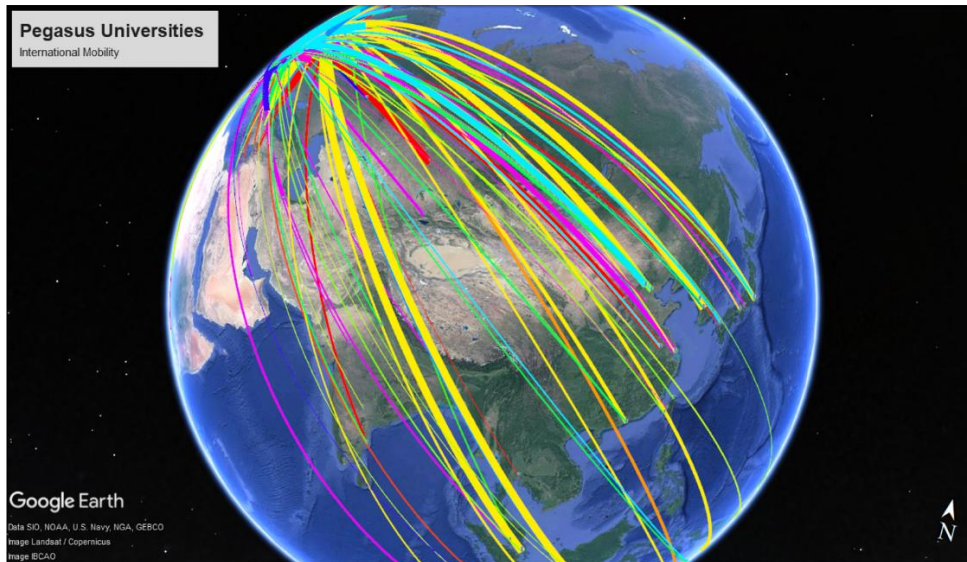 Pegasus Universities
International Mobility
Google Earth
Data SIO, NOAA, U.S. Navy, NGA, GEBCO
Image Landsat / Copernicus
Image IBCAO
N